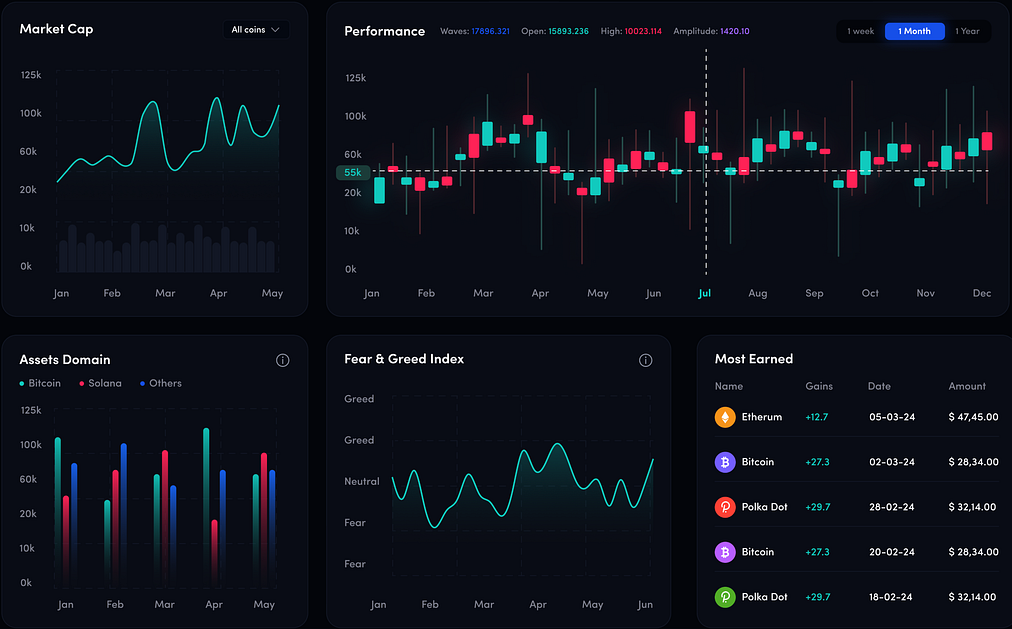 Market Cap
All coins
125k
100k
60k
20k
10k
0k
Jan Feb Mar Apr May
Performance
Waves: 17896.321 Open: 15893.236 High: 10023.114 Amplitude: 1420.10
1 week 1 Month 1 Year
125k
100k
60k
55k
20k
10k
0k
Jan Feb Mar Apr May Jun Jul Aug Sep Oct Nov Dec
Assets Domain
Bitcoin Solana Others
125k
100k
60k
20k
10k
0k
Jan Feb Mar Apr May
Fear & Greed Index
Greed
Greed
Neutral
Fear
Fear
Jan Feb Mar Apr May Jun
Most Earned
Name Gains Date Amount
Etherum +12.7 05-03-24 $ 47,45.00
Bitcoin +27.3 02-03-24 $ 28,34.00
Polka Dot +29.7 28-02-24 $ 32,14.00
Bitcoin +27.3 20-02-24 $ 28,34.00
Polka Dot +29.7 18-02-24 $ 32,14.00